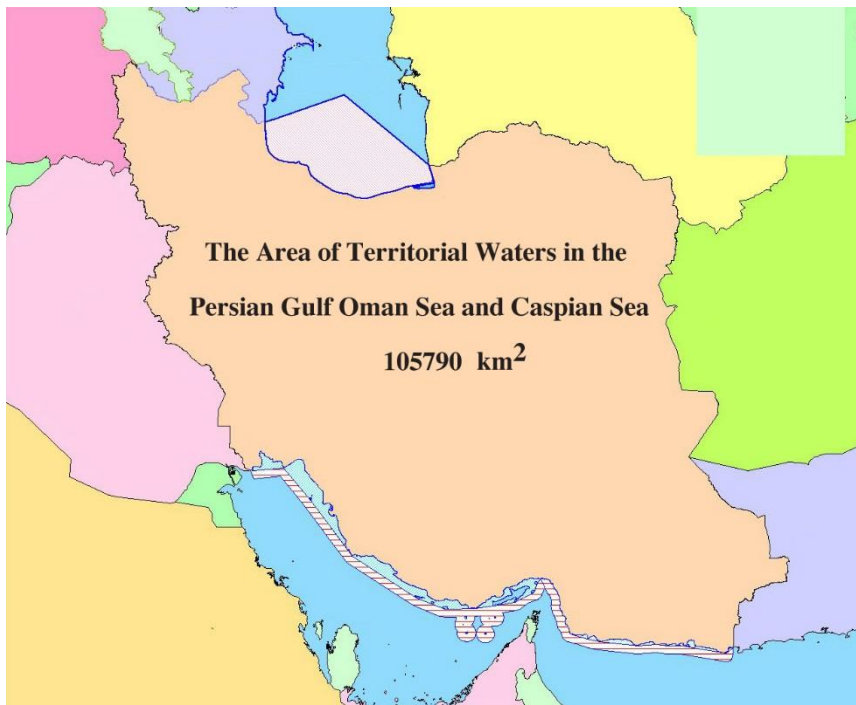 The Area of Territorial Waters in the
Persian Gulf Oman Sea and Caspian Sea
105790 km²